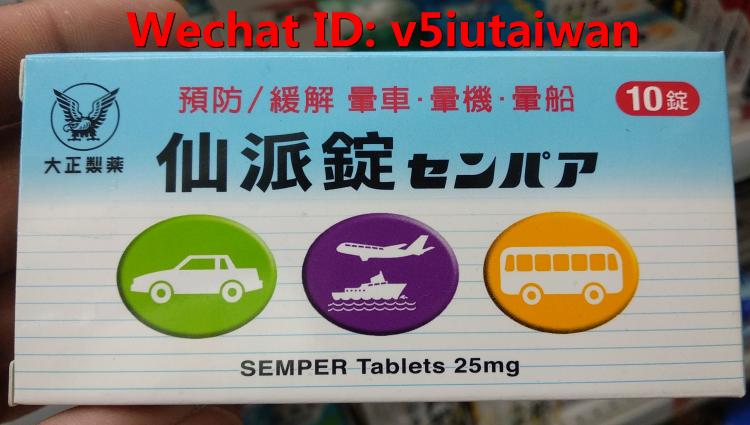 Wechat ID: v5iutaiwan
預防/緩解 暈車·暈機·暈船
10錠
大正製薬
仙派錠 センパア
SEMPER Tablets 25mg